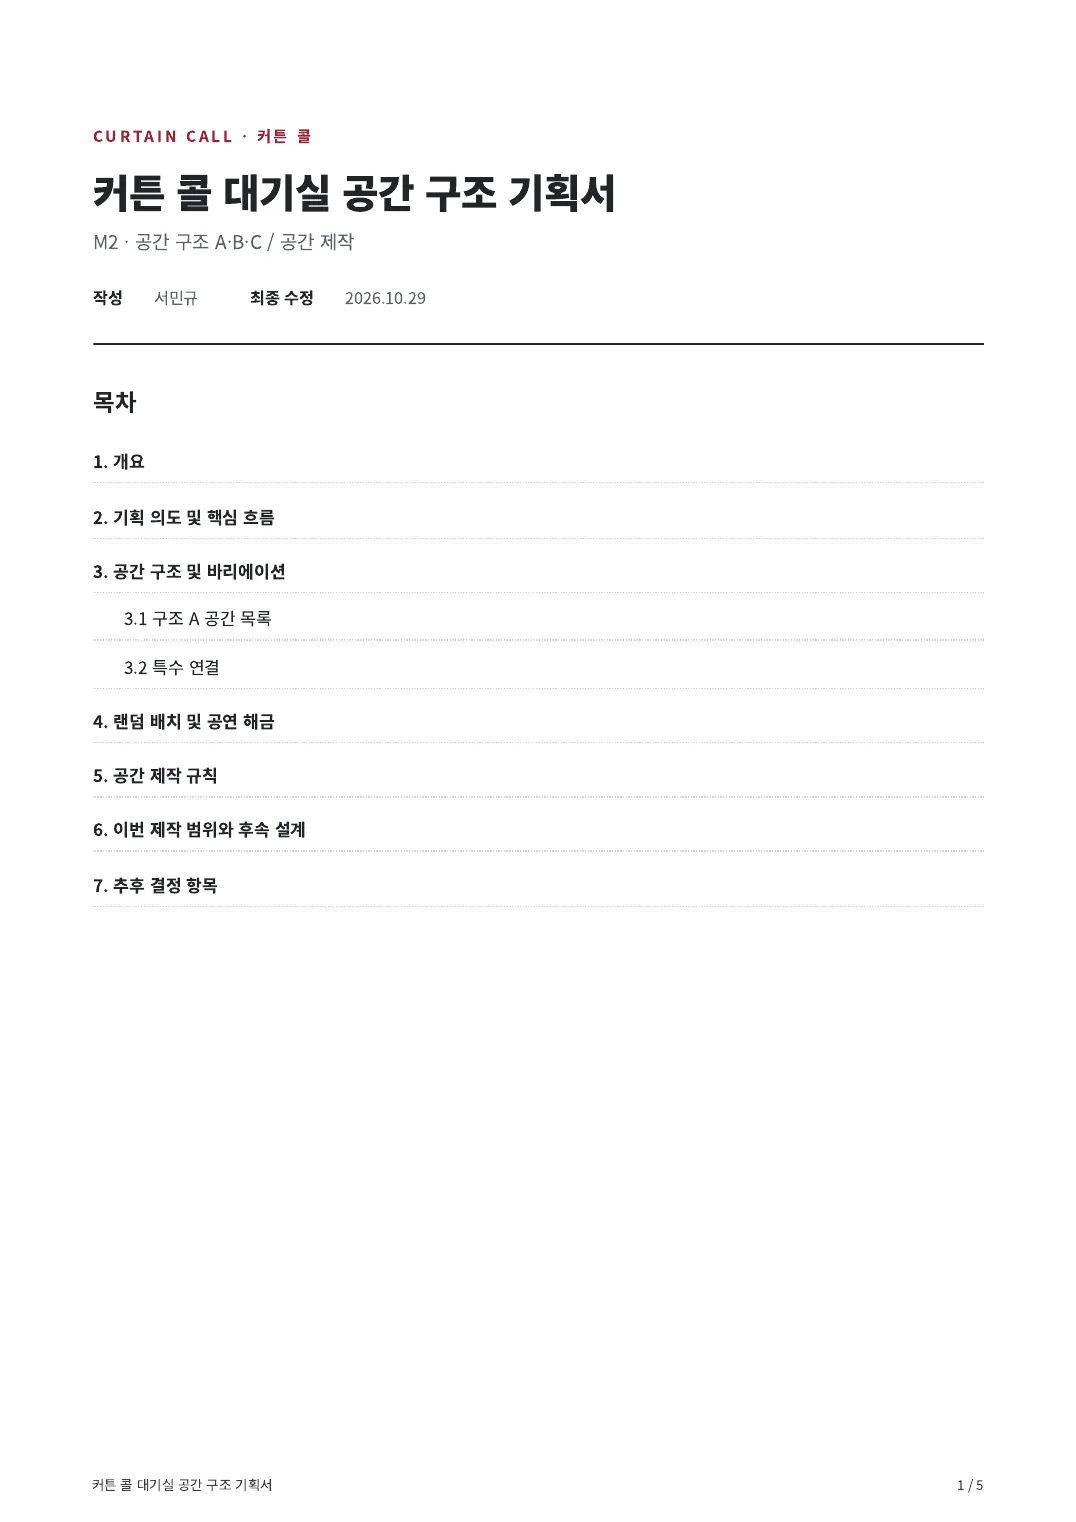 CURTAIN CALL · 커튼 콜
커튼 콜 대기실 공간 구조 기획서
M2 · 공간 구조 A·B·C / 공간 제작
작성 서민규 최종 수정 2026.10.29
목차
1. 개요
2. 기획 의도 및 핵심 흐름
3. 공간 구조 및 바리에이션
3.1 구조 A 공간 목록
3.2 특수 연결
4. 랜덤 배치 및 공연 해금
5. 공간 제작 규칙
6. 이번 제작 범위와 후속 설계
7. 추후 결정 항목
커튼 콜 대기실 공간 구조 기획서 1 / 5